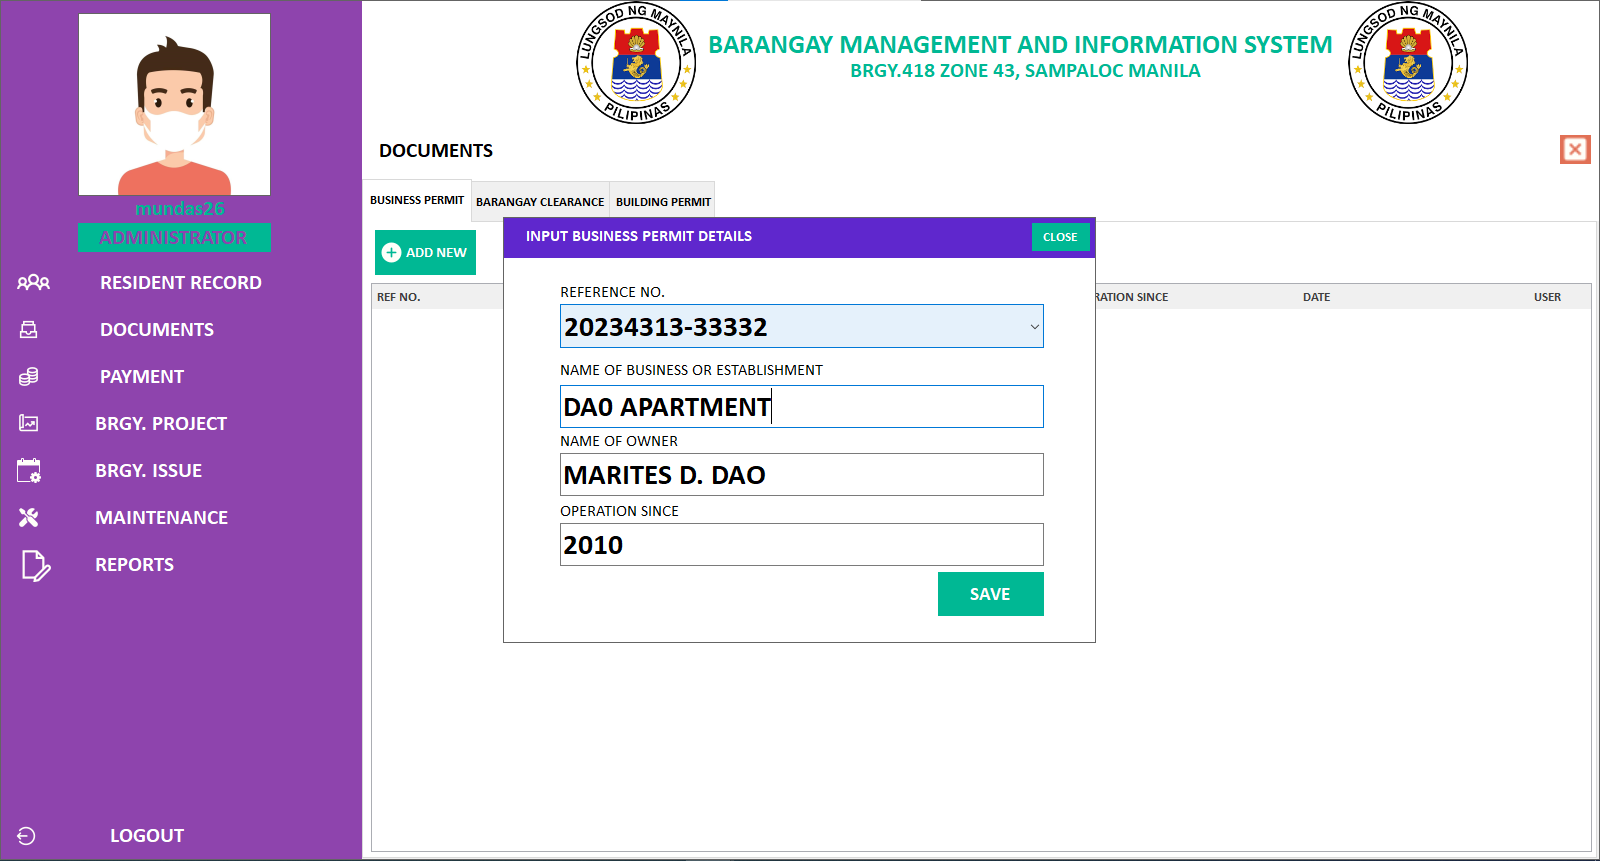 LUNGSOD NG MAYNILA
PILIPINAS
BARANGAY MANAGEMENT AND INFORMATION SYSTEM
BRGY.418 ZONE 43, SAMPALOC MANILA
LUNGSOD NG MAYNILA
PILIPINAS
mundas26
ADMINISTRATOR
RESIDENT RECORD
DOCUMENTS
PAYMENT
BRGY. PROJECT
BRGY. ISSUE
MAINTENANCE
REPORTS
LOGOUT
DOCUMENTS
BUSINESS PERMIT BARANGAY CLEARANCE BUILDING PERMIT
ADD NEW
REF NO. RATION SINCE DATE USER
INPUT BUSINESS PERMIT DETAILS CLOSE
REFERENCE NO.
20234313-33332
NAME OF BUSINESS OR ESTABLISHMENT
DA0 APARTMENT
NAME OF OWNER
MARITES D. DAO
OPERATION SINCE
2010
SAVE